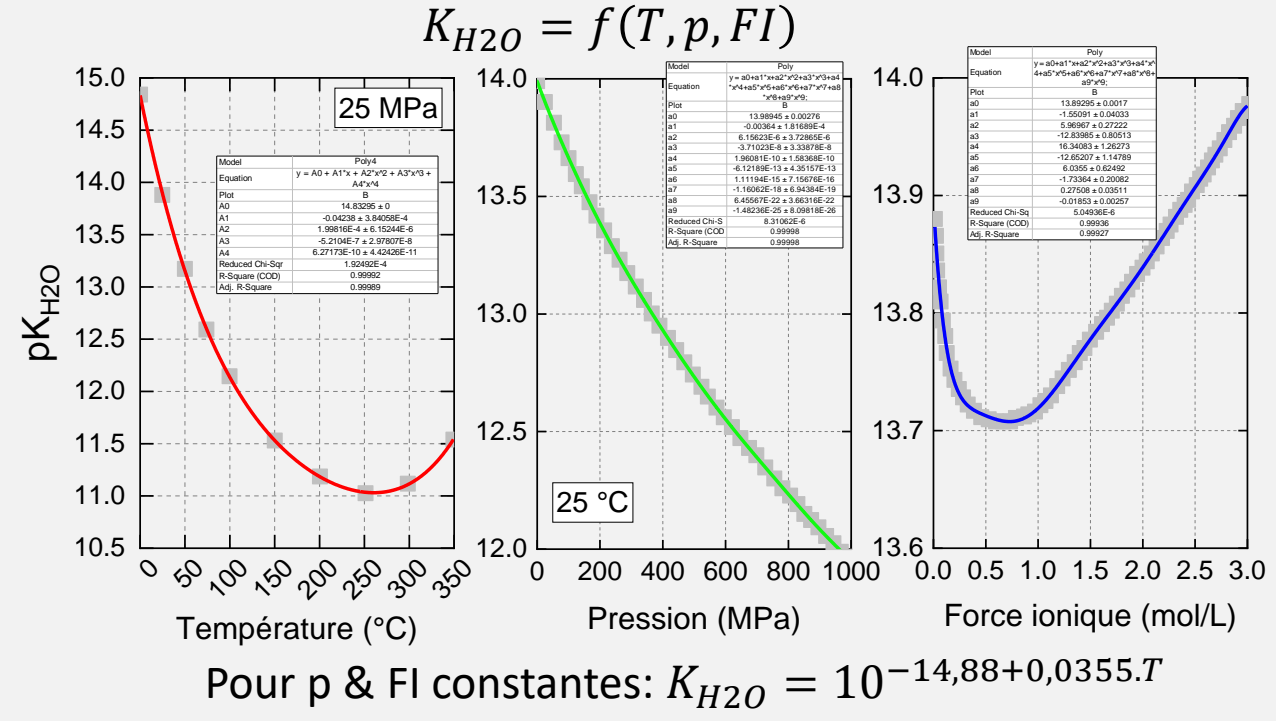 K_{H2O} = f(T, p, FI)
pK_{H2O}
15.0
14.5
14.0
13.5
13.0
12.5
12.0
11.5
11.0
10.5
25 MPa
Model Poly4
Equation y = A0 + A1*x + A2*x^2 + A3*x^3 +
A4*x^4
Plot B
A0 14.83295 ± 0
A1 -0.04238 ± 3.84058E-4
A2 1.99816E-4 ± 6.15244E-6
A3 -5.2104E-7 ± 2.97807E-8
A4 6.27173E-10 ± 4.42426E-11
Reduced Chi-Sqr 1.92492E-4
R-Square (COD) 0.99992
Adj. R-Square 0.99989
0 50 100 150 200 250 300 350
Température (°C)
14.0
13.5
13.0
12.5
12.0
Model Poly
Equation y = a0+a1*x+a2*x^2+a3*x^3+a4
*x^4+a5*x^5+a6*x^6+a7*x^7+a8
*x^8+a9*x^9;
Plot B
a0 13.98945 ± 0.00276
a1 -0.00364 ± 1.81689E-4
a2 6.15623E-6 ± 3.72865E-6
a3 -3.71023E-8 ± 3.33878E-8
a4 1.96081E-10 ± 1.58368E-10
a5 -6.12189E-13 ± 4.35157E-13
a6 1.11194E-15 ± 7.15676E-16
a7 -1.16062E-18 ± 6.94384E-19
a8 6.45567E-22 ± 3.66316E-22
a9 -1.48236E-25 ± 8.09818E-26
Reduced Chi-S 8.31062E-6
R-Square (COD 0.99998
Adj. R-Square 0.99998
25 °C
0 200 400 600 800 1000
Pression (MPa)
14.0
13.9
13.8
13.7
13.6
Model Poly
Equation y = a0+a1*x+a2*x^2+a3*x^3+a4*x^
4+a5*x^5+a6*x^6+a7*x^7+a8*x^8+
a9*x^9;
Plot B
a0 13.89295 ± 0.0017
a1 -1.55091 ± 0.04033
a2 5.96967 ± 0.27222
a3 -12.83985 ± 0.80513
a4 16.34083 ± 1.26273
a5 -12.65207 ± 1.14789
a6 6.0355 ± 0.62492
a7 -1.73364 ± 0.20082
a8 0.27508 ± 0.03511
a9 -0.01853 ± 0.00257
Reduced Chi-Sq 5.04936E-6
R-Square (COD) 0.99936
Adj. R-Square 0.99927
0.0 0.5 1.0 1.5 2.0 2.5 3.0
Force ionique (mol/L)
Pour p & FI constantes: K_{H2O} = 10^{-14,88+0,0355.T}